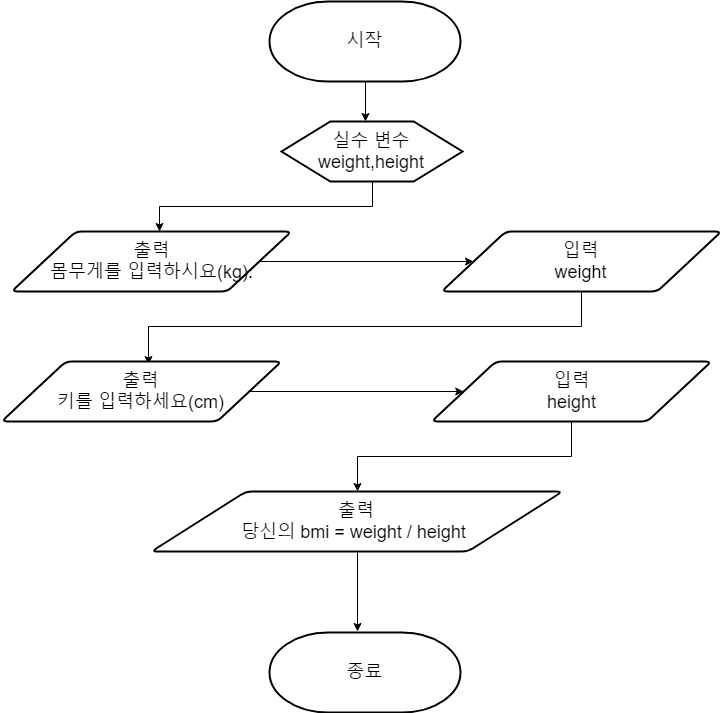 시작
실수 변수
weight,height
출력
몸무게를 입력하시요(kg).
입력
weight
출력
키를 입력하세요(cm)
입력
height
출력
당신의 bmi = weight / height
종료